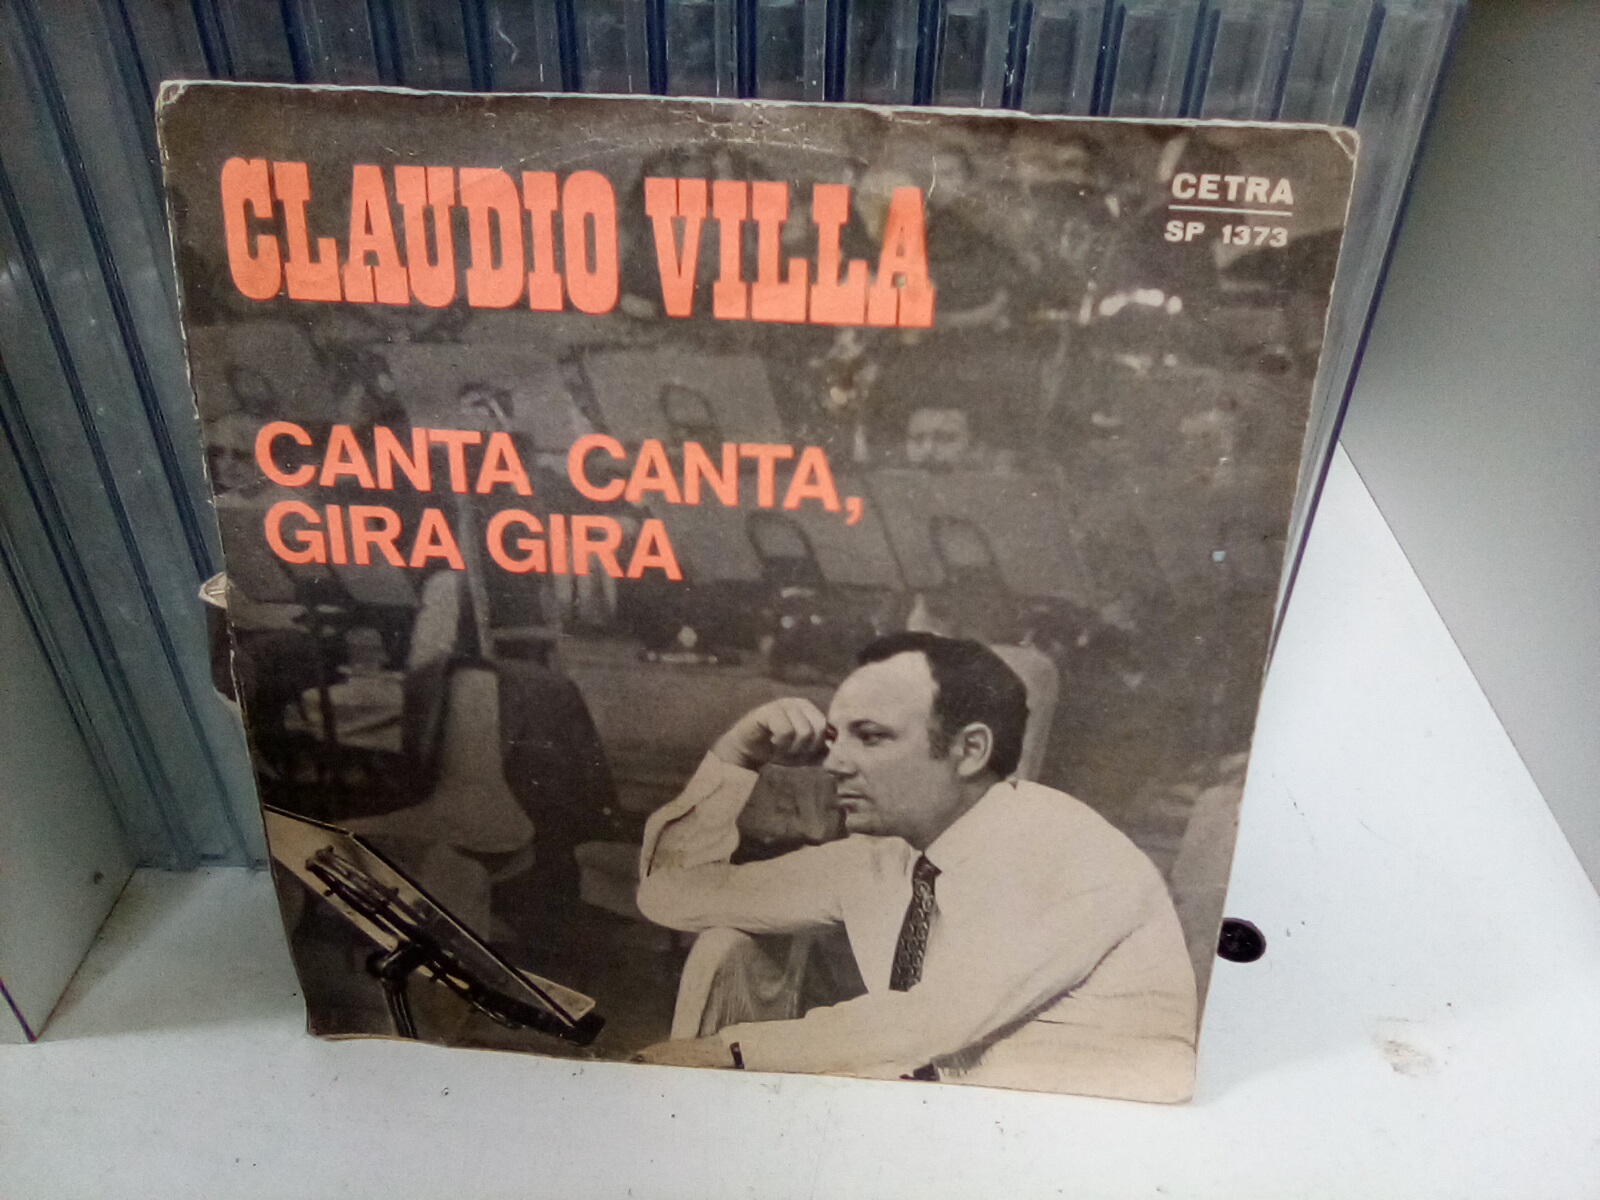 CLAUDIO VILLA
CETRA
SP 1373
CANTA CANTA,
GIRA GIRA